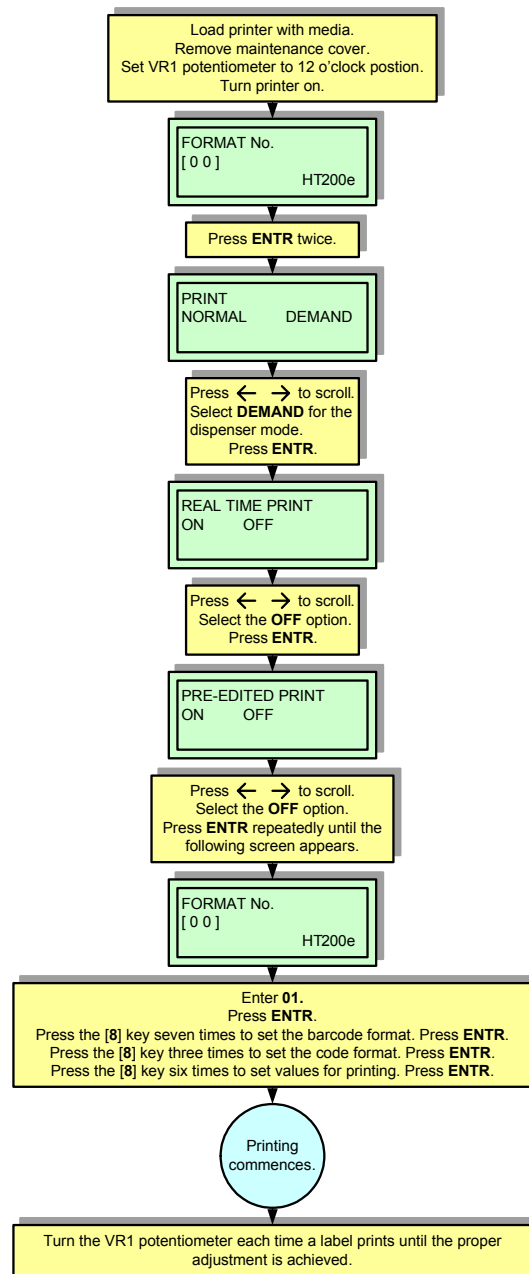 Load printer with media.
Remove maintenance cover.
Set VR1 potentiometer to 12 o'clock postion.
Turn printer on.
FORMAT No.
[ 0 0 ]
HT200e
Press ENTR twice.
PRINT
NORMAL DEMAND
Press ← → to scroll.
Select DEMAND for the
dispenser mode.
Press ENTR.
REAL TIME PRINT
ON OFF
Press ← → to scroll.
Select the OFF option.
Press ENTR.
PRE-EDITED PRINT
ON OFF
Press ← → to scroll.
Select the OFF option.
Press ENTR repeatedly until the
following screen appears.
FORMAT No.
[ 0 0 ]
HT200e
Enter 01.
Press ENTR.
Press the [8] key seven times to set the barcode format. Press ENTR.
Press the [8] key three times to set the code format. Press ENTR.
Press the [8] key six times to set values for printing. Press ENTR.
Printing
commences.
Turn the VR1 potentiometer each time a label prints until the proper
adjustment is achieved.